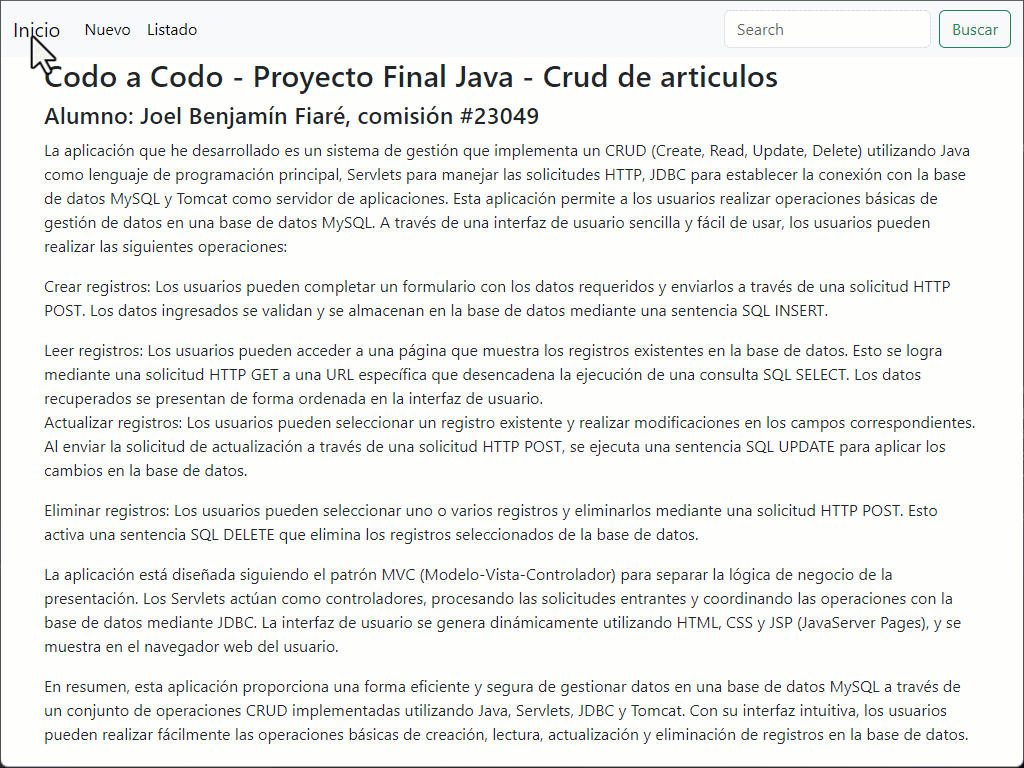 Inicio Nuevo Listado Search Buscar
Codo a Codo - Proyecto Final Java - Crud de articulos
Alumno: Joel Benjamín Fiaré, comisión #23049
La aplicación que he desarrollado es un sistema de gestión que implementa un CRUD (Create, Read, Update, Delete) utilizando Java
como lenguaje de programación principal, Servlets para manejar las solicitudes HTTP, JDBC para establecer la conexión con la base
de datos MySQL y Tomcat como servidor de aplicaciones. Esta aplicación permite a los usuarios realizar operaciones básicas de
gestión de datos en una base de datos MySQL. A través de una interfaz de usuario sencilla y fácil de usar, los usuarios pueden
realizar las siguientes operaciones:
Crear registros: Los usuarios pueden completar un formulario con los datos requeridos y enviarlos a través de una solicitud HTTP
POST. Los datos ingresados se validan y se almacenan en la base de datos mediante una sentencia SQL INSERT.
Leer registros: Los usuarios pueden acceder a una página que muestra los registros existentes en la base de datos. Esto se logra
mediante una solicitud HTTP GET a una URL específica que desencadena la ejecución de una consulta SQL SELECT. Los datos
recuperados se presentan de forma ordenada en la interfaz de usuario.
Actualizar registros: Los usuarios pueden seleccionar un registro existente y realizar modificaciones en los campos correspondientes.
Al enviar la solicitud de actualización a través de una solicitud HTTP POST, se ejecuta una sentencia SQL UPDATE para aplicar los
cambios en la base de datos.
Eliminar registros: Los usuarios pueden seleccionar uno o varios registros y eliminarlos mediante una solicitud HTTP POST. Esto
activa una sentencia SQL DELETE que elimina los registros seleccionados de la base de datos.
La aplicación está diseñada siguiendo el patrón MVC (Modelo-Vista-Controlador) para separar la lógica de negocio de la
presentación. Los Servlets actúan como controladores, procesando las solicitudes entrantes y coordinando las operaciones con la
base de datos mediante JDBC. La interfaz de usuario se genera dinámicamente utilizando HTML, CSS y JSP (JavaServer Pages), y se
muestra en el navegador web del usuario.
En resumen, esta aplicación proporciona una forma eficiente y segura de gestionar datos en una base de datos MySQL a través de
un conjunto de operaciones CRUD implementadas utilizando Java, Servlets, JDBC y Tomcat. Con su interfaz intuitiva, los usuarios
pueden realizar fácilmente las operaciones básicas de creación, lectura, actualización y eliminación de registros en la base de datos.